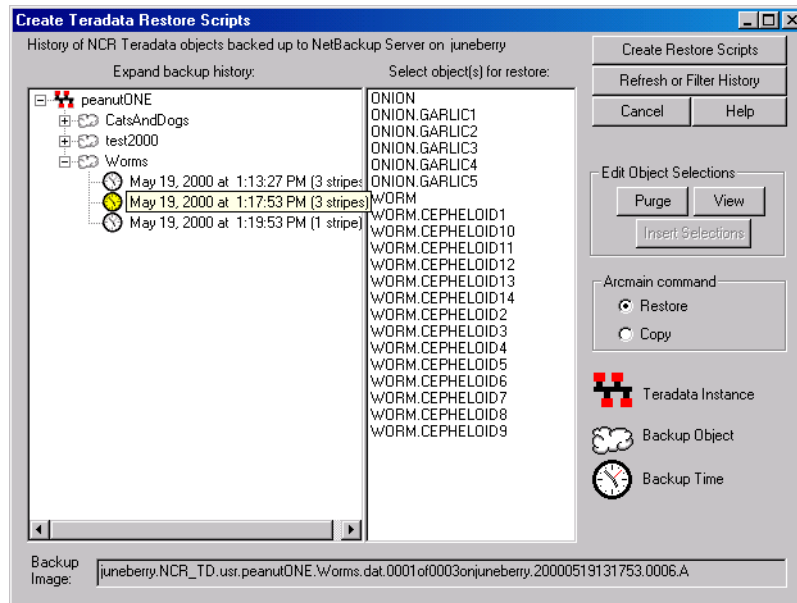 Create Teradata Restore Scripts
History of NCR Teradata objects backed up to NetBackup Server on juneberry
Expand backup history:
Select object(s) for restore:
peanutONE
CatsAndDogs
test2000
Worms
May 19, 2000 at 1:13:27 PM (3 stripes
May 19, 2000 at 1:17:53 PM (3 stripes)
May 19, 2000 at 1:19:53 PM (1 stripe)
ONION
ONION.GARLIC1
ONION.GARLIC2
ONION.GARLIC3
ONION.GARLIC4
ONION.GARLIC5
WORM
WORM.CEPHELOID1
WORM.CEPHELOID10
WORM.CEPHELOID11
WORM.CEPHELOID12
WORM.CEPHELOID13
WORM.CEPHELOID14
WORM.CEPHELOID2
WORM.CEPHELOID3
WORM.CEPHELOID4
WORM.CEPHELOID5
WORM.CEPHELOID6
WORM.CEPHELOID7
WORM.CEPHELOID8
WORM.CEPHELOID9
Create Restore Scripts
Refresh or Filter History
Cancel
Help
Edit Object Selections
Purge
View
Insert Selections
Arcmain command
Restore
Copy
Teradata Instance
Backup Object
Backup Time
Backup
Image:
juneberry.NCR_TD.usr.peanutONE.Worms.dat.0001of0003onjuneberry.20000519131753.0006.A